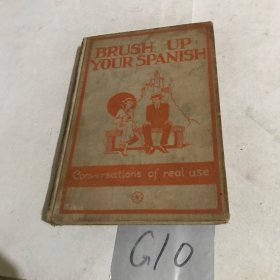 BRUSH UP
YOUR SPANISH
Conversations of real use
G10